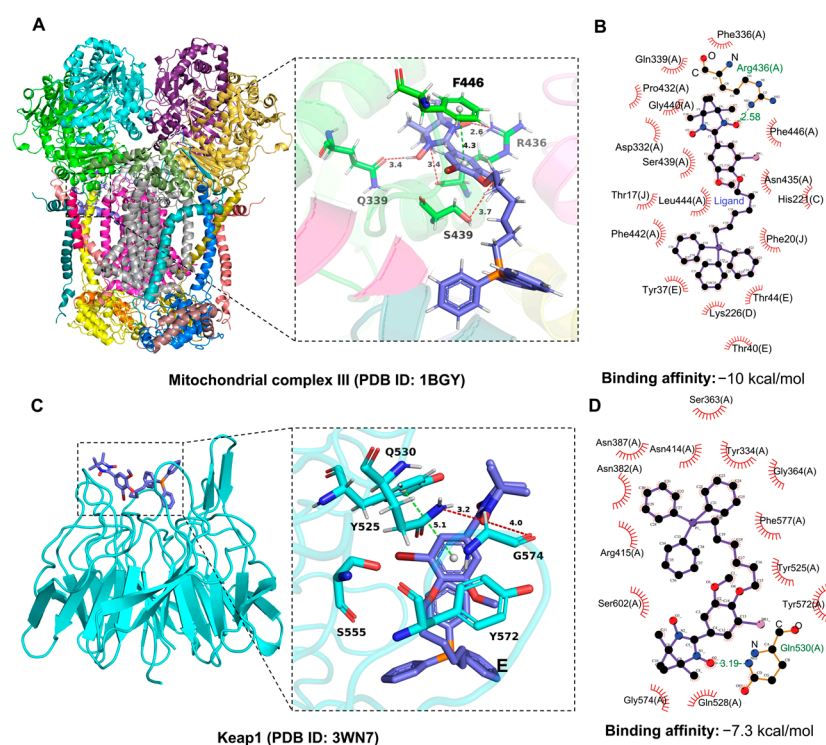 A
F446
2.6
4.3
R436
3.4
3.4
Q339
3.7
S439
Mitochondrial complex III (PDB ID: 1BGY)
B
Phe336(A)
Gln339(A)
O
N
C
Arg436(A)
Pro432(A)
Gly440(A)
2.58
Phe446(A)
Asp332(A)
Ser439(A)
Asn435(A)
Thr17(J)
Leu444(A)
Ligand
His221(C)
Phe442(A)
Phe20(J)
Tyr37(E)
Thr44(E)
Lys226(D)
Thr40(E)
Binding affinity: −10 kcal/mol
C
Q530
3.2
Y525
5.1
4.0
G574
S555
Y572
E
Keap1 (PDB ID: 3WN7)
D
Ser363(A)
Asn387(A)
Asn414(A)
Tyr334(A)
Asn382(A)
Gly364(A)
Phe577(A)
Arg415(A)
Tyr525(A)
Ser602(A)
Tyr572(A)
C
O
N
Gln530(A)
3.19
Gly574(A)
Gln528(A)
Binding affinity: −7.3 kcal/mol